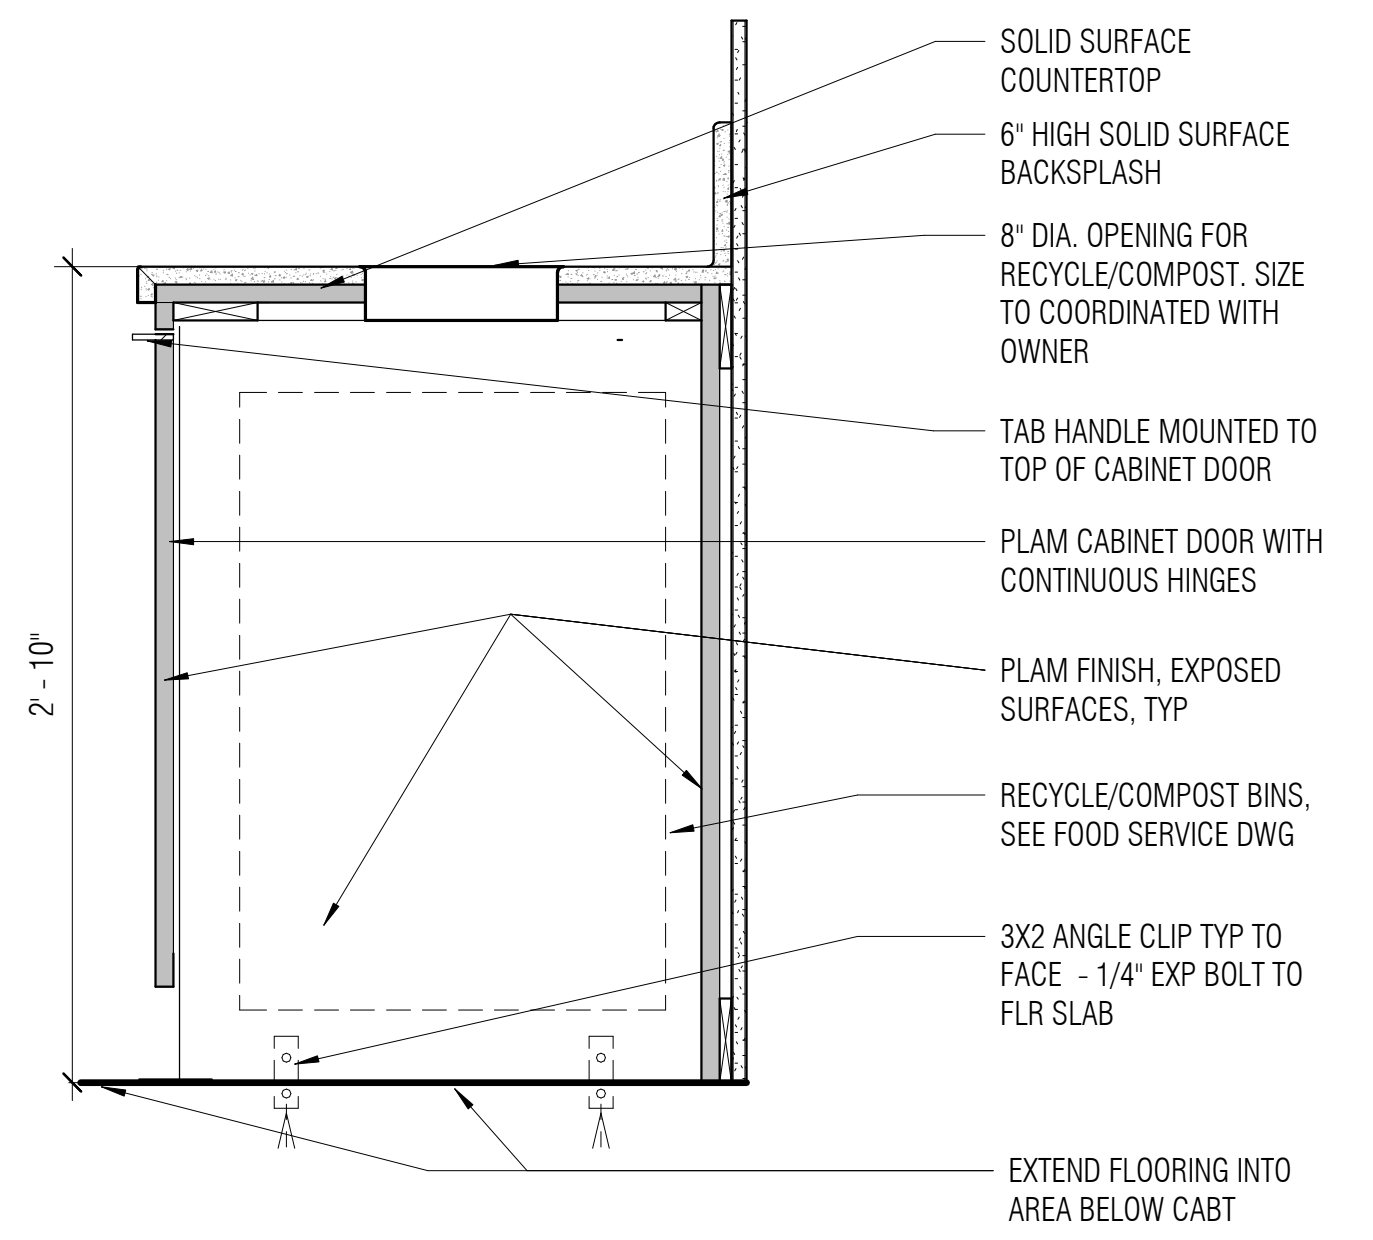 SOLID SURFACE
COUNTERTOP
6" HIGH SOLID SURFACE
BACKSPLASH
8" DIA. OPENING FOR
RECYCLE/COMPOST. SIZE
TO COORDINATED WITH
OWNER
TAB HANDLE MOUNTED TO
TOP OF CABINET DOOR
PLAM CABINET DOOR WITH
CONTINUOUS HINGES
2' - 10"
PLAM FINISH, EXPOSED
SURFACES, TYP
RECYCLE/COMPOST BINS,
SEE FOOD SERVICE DWG
3X2 ANGLE CLIP TYP TO
FACE - 1/4" EXP BOLT TO
FLR SLAB
EXTEND FLOORING INTO
AREA BELOW CABT